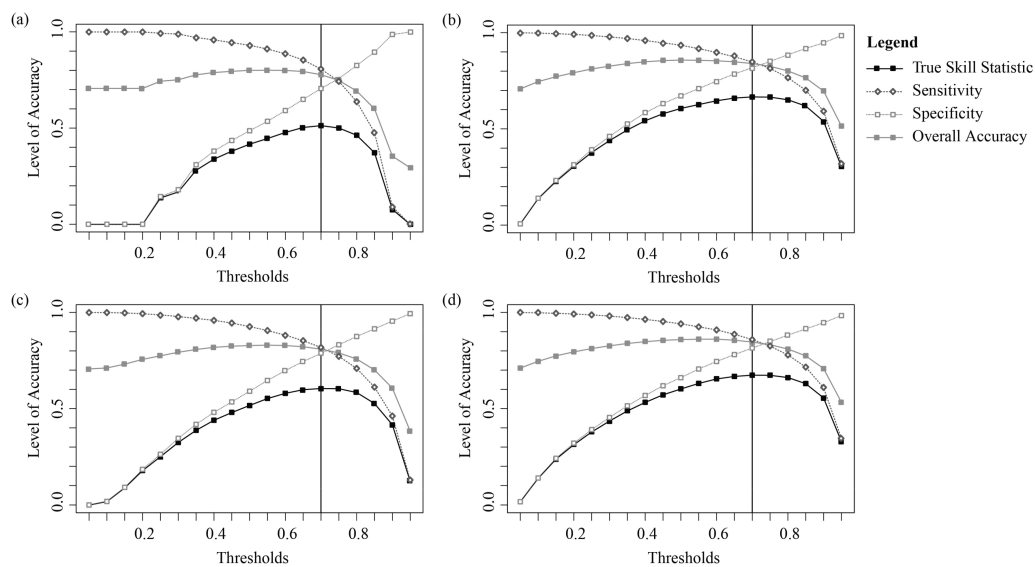 (a)
1.0
0.5
0.0
Level of Accuracy
0.2
0.4
0.6
0.8
Thresholds
(b)
1.0
0.5
0.0
Level of Accuracy
0.2
0.4
0.6
0.8
Thresholds
Legend
True Skill Statistic
Sensitivity
Specificity
Overall Accuracy
(c)
1.0
0.5
0.0
Level of Accuracy
0.2
0.4
0.6
0.8
Thresholds
(d)
1.0
0.5
0.0
Level of Accuracy
0.2
0.4
0.6
0.8
Thresholds